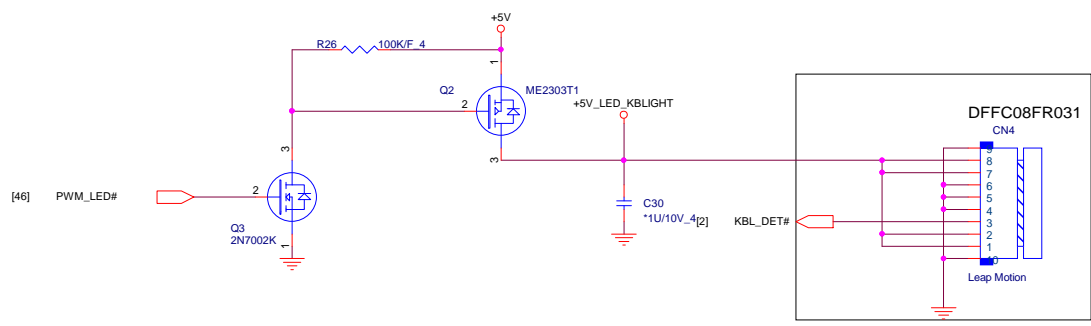 +5V
R26 100K/F_4
1
Q2 ME2303T1
2
+5V_LED_KBLIGHT
3
DFFC08FR031
CN4
9
8
7
6
5
4
3
2
1
10
Leap Motion
3
[46] PWM_LED# 2
Q3
2N7002K
1
C30
*1U/10V_4
[2] KBL_DET#